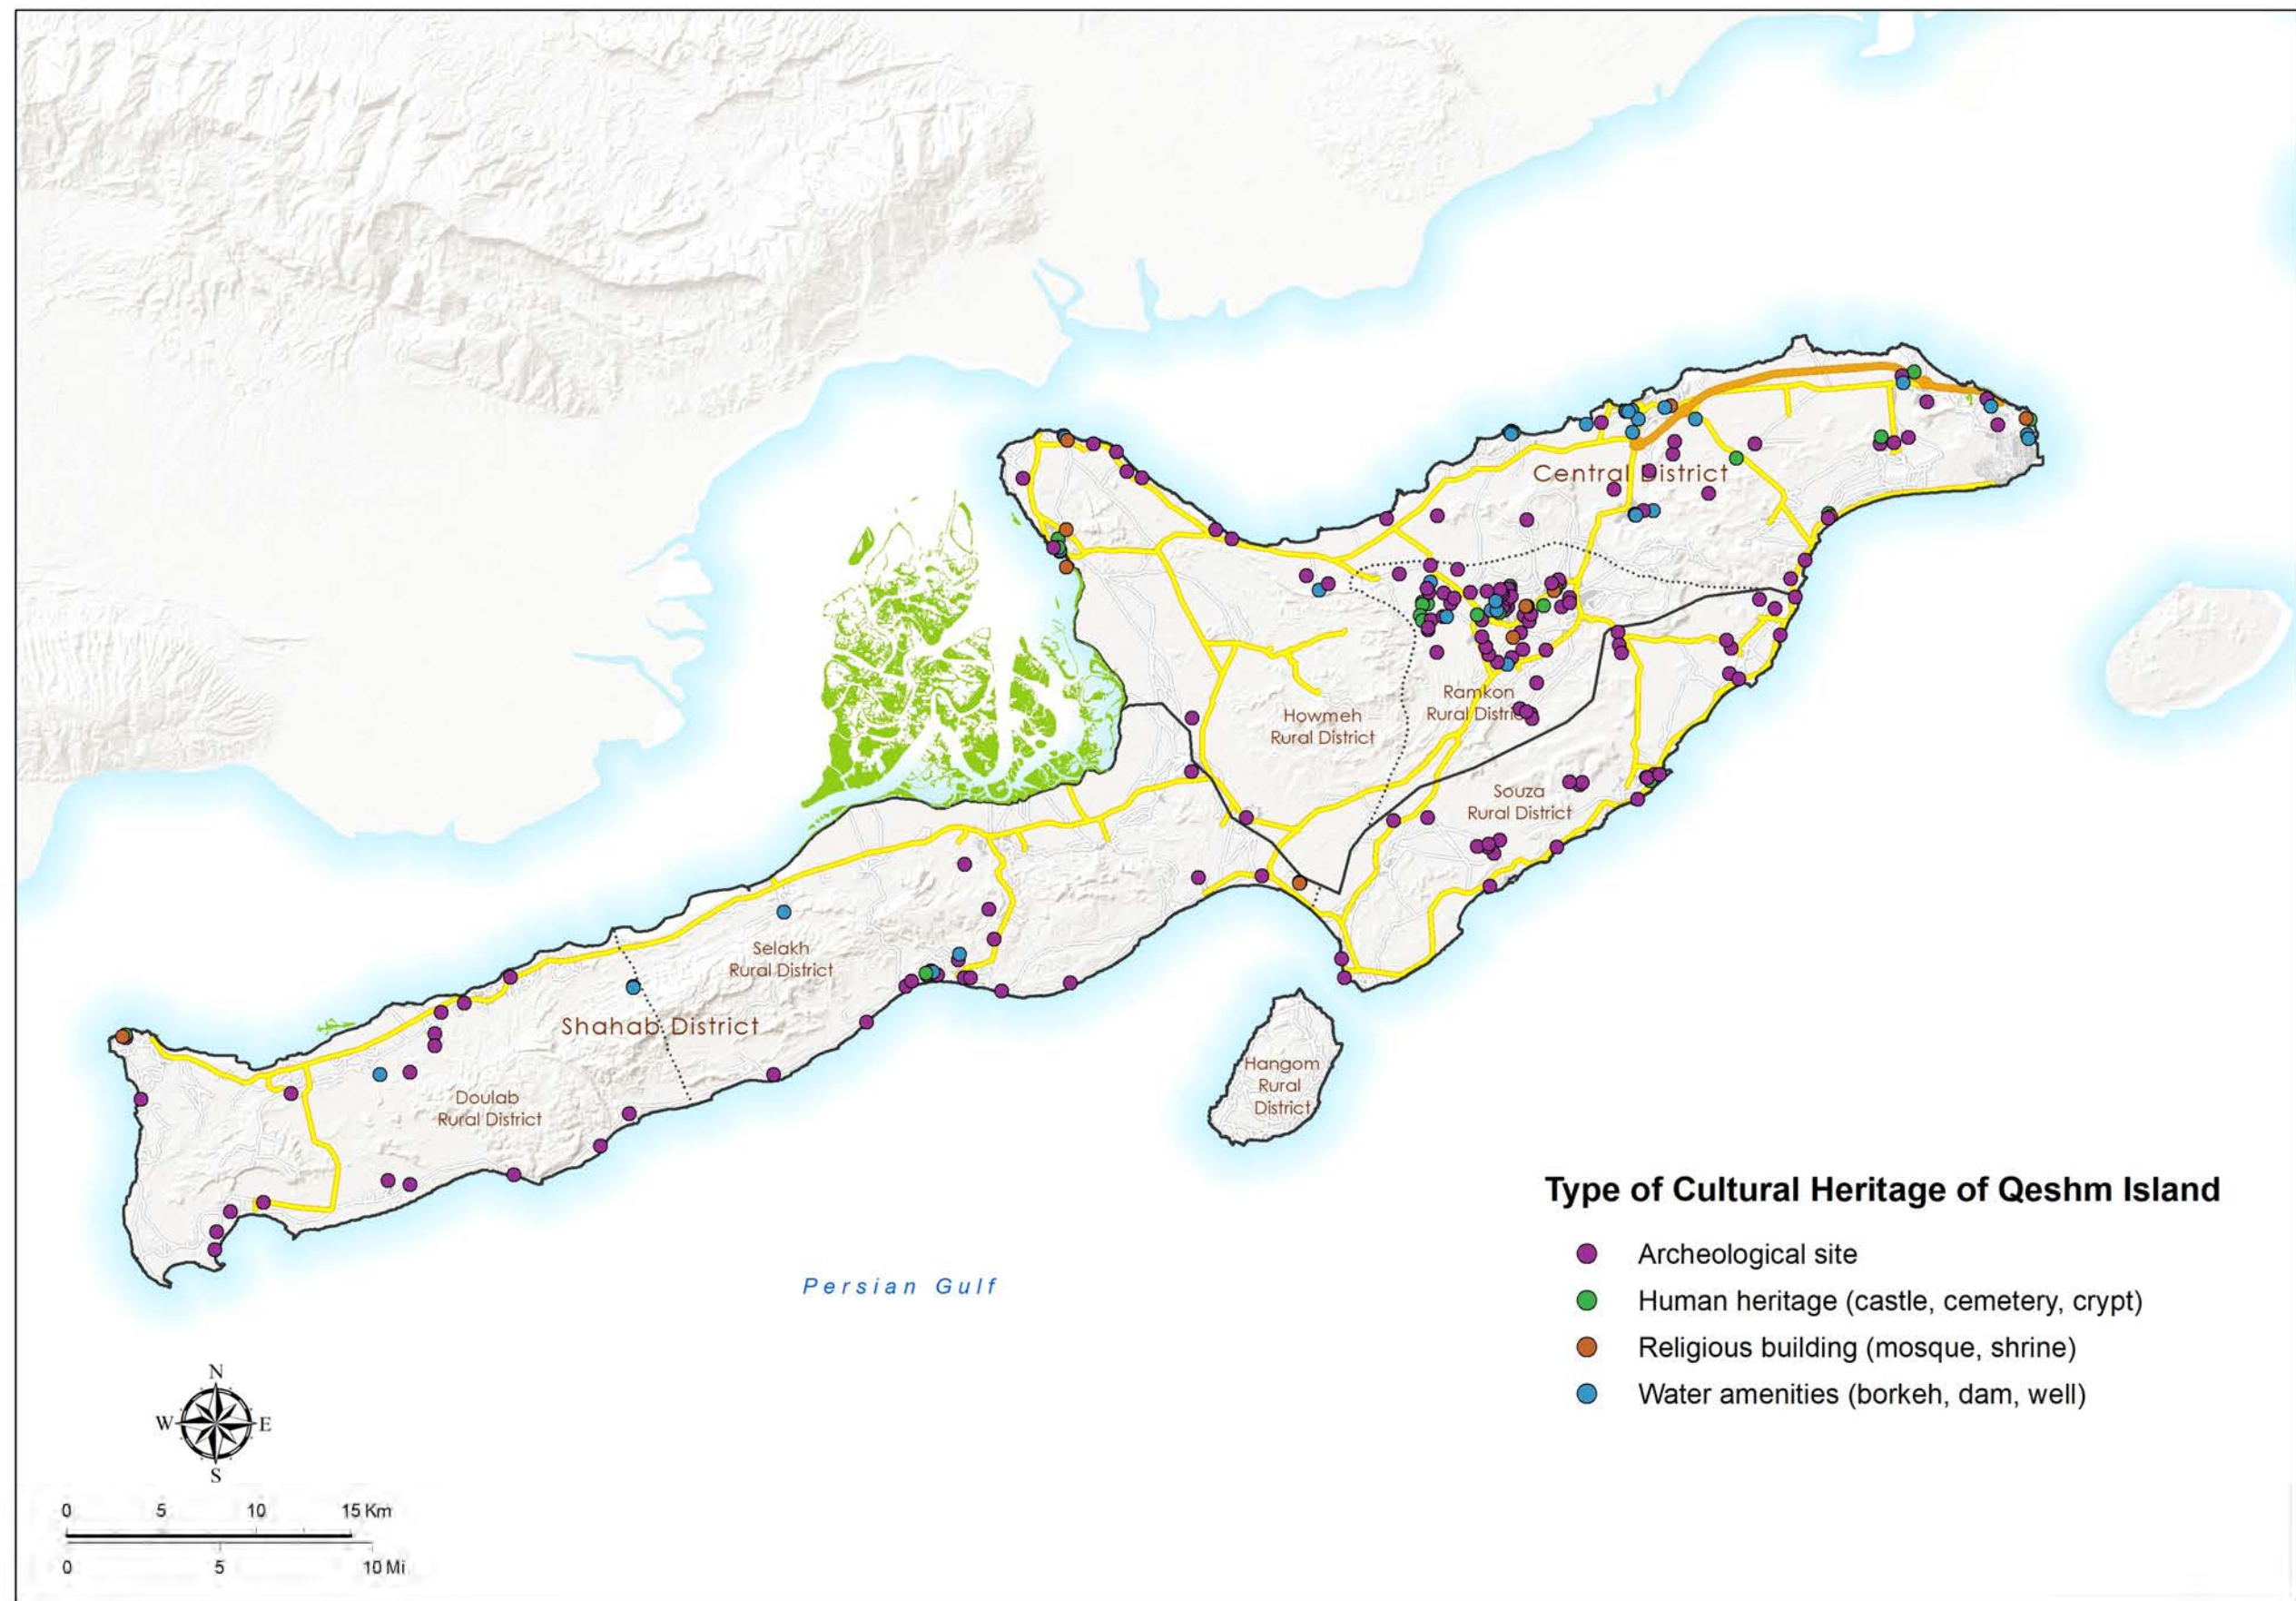 Central District
Ramkon
Rural District
Howmeh
Rural District
Souza
Rural District
Selakh
Rural District
Shahab District
Hangom
Rural
District
Doulab
Rural District
Type of Cultural Heritage of Qeshm Island
Archeological site
Human heritage (castle, cemetery, crypt)
Religious building (mosque, shrine)
Water amenities (borkeh, dam, well)
Persian Gulf
N
W E
S
0 5 10 15 Km
0 5 10 Mi